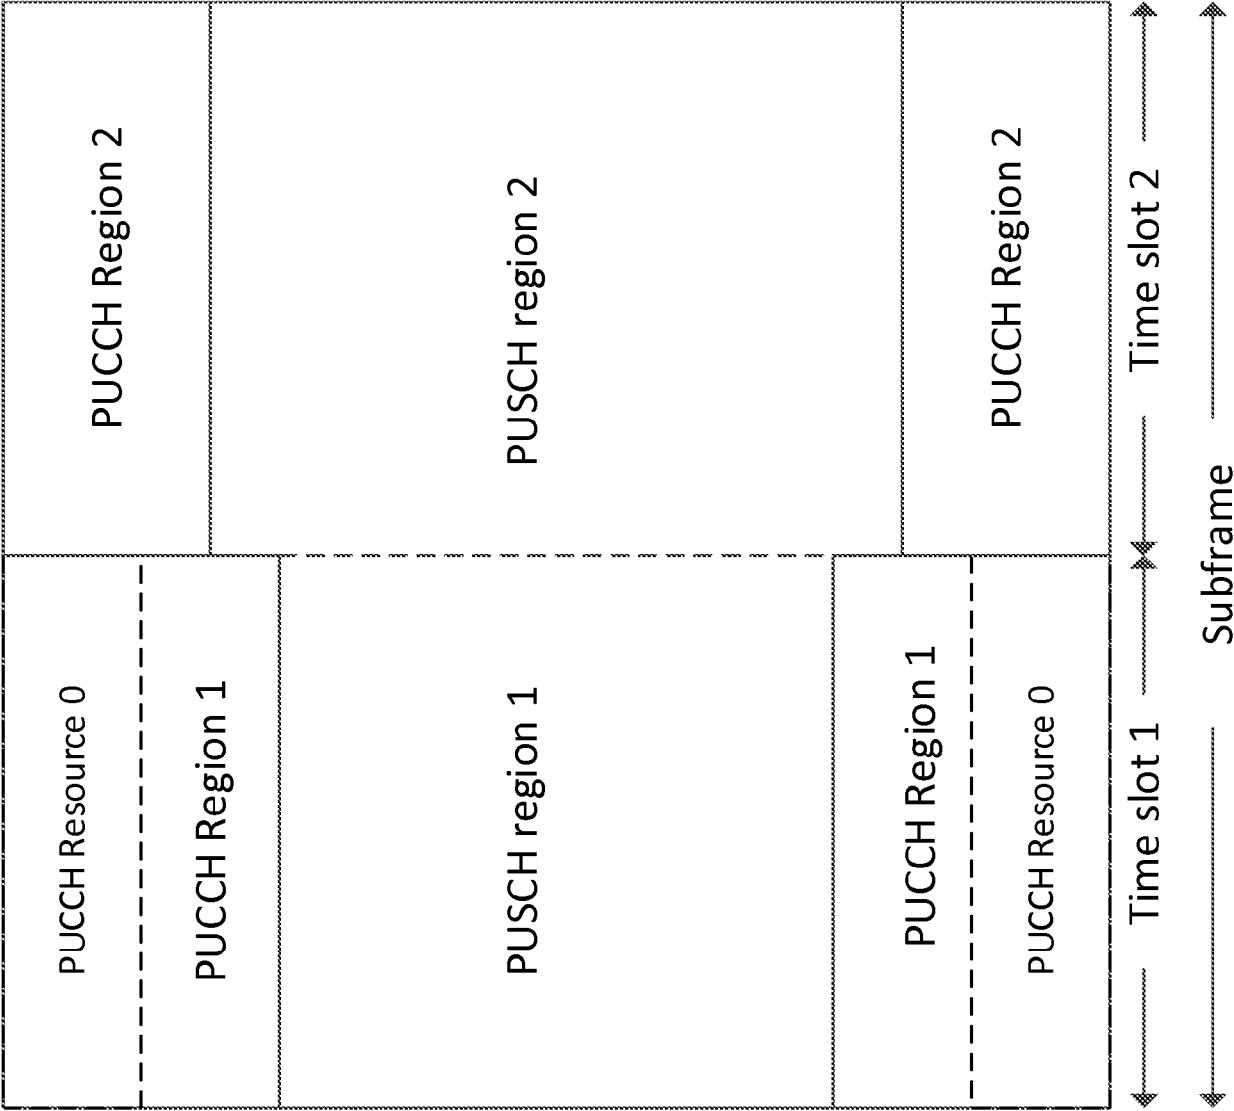 PUCCH Resource 0
PUCCH Region 2
PUCCH Region 1
PUSCH region 1
PUSCH region 2
PUCCH Region 1
PUCCH Region 2
PUCCH Resource 0
Time slot 1
Time slot 2
Subframe